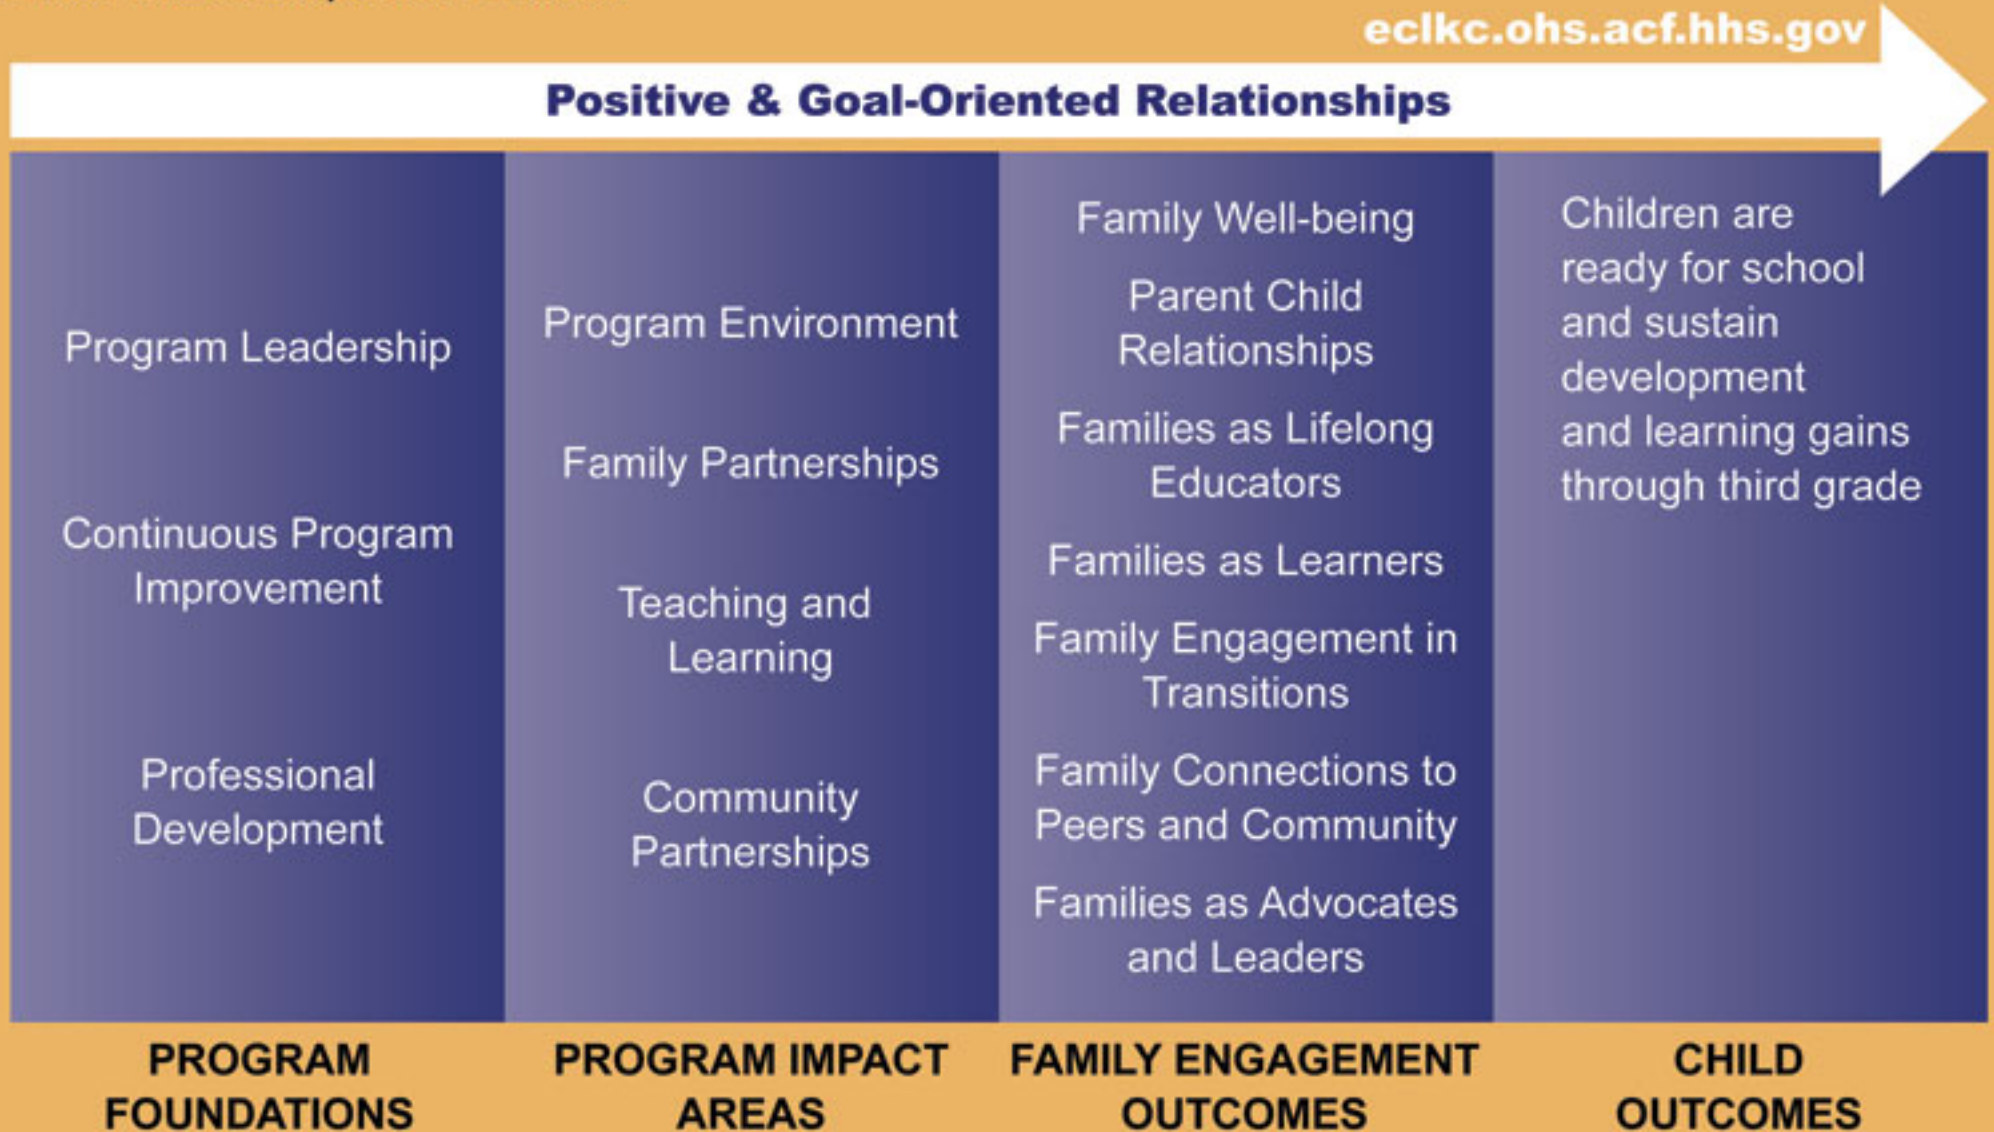 eclkc.ohs.acf.hhs.gov
Positive & Goal-Oriented Relationships
Program Leadership
Continuous Program
Improvement
Professional
Development
PROGRAM
FOUNDATIONS
Program Environment
Family Partnerships
Teaching and
Learning
Community
Partnerships
PROGRAM IMPACT
AREAS
Family Well-being
Parent Child
Relationships
Families as Lifelong
Educators
Families as Learners
Family Engagement in
Transitions
Family Connections to
Peers and Community
Families as Advocates
and Leaders
FAMILY ENGAGEMENT
OUTCOMES
Children are
ready for school
and sustain
development
and learning gains
through third grade
CHILD
OUTCOMES